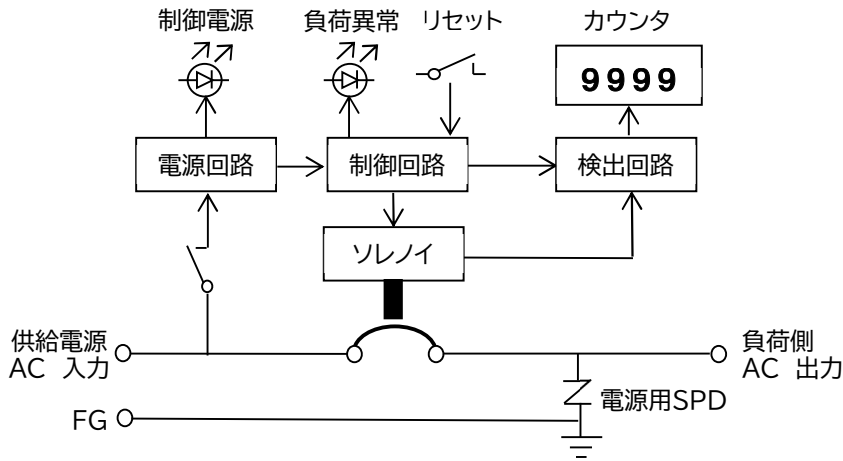 制御電源 負荷異常 リセット カウンタ
9999
電源回路 制御回路 検出回路
ソレノイ
供給電源
AC 入力
負荷側
AC 出力
電源用SPD
FG